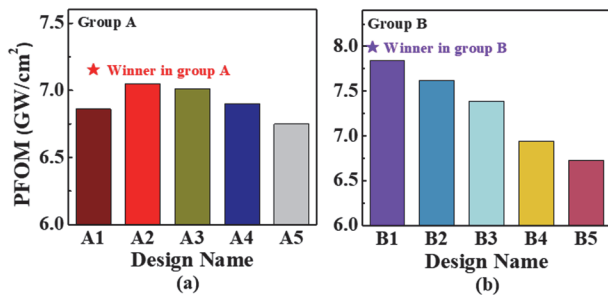 Group A
★ Winner in group A
PFOM (GW/cm²)
7.5
7.0
6.5
6.0
A1 A2 A3 A4 A5
Design Name
(a)
Group B
★ Winner in group B
8.0
7.5
7.0
6.5
6.0
B1 B2 B3 B4 B5
Design Name
(b)